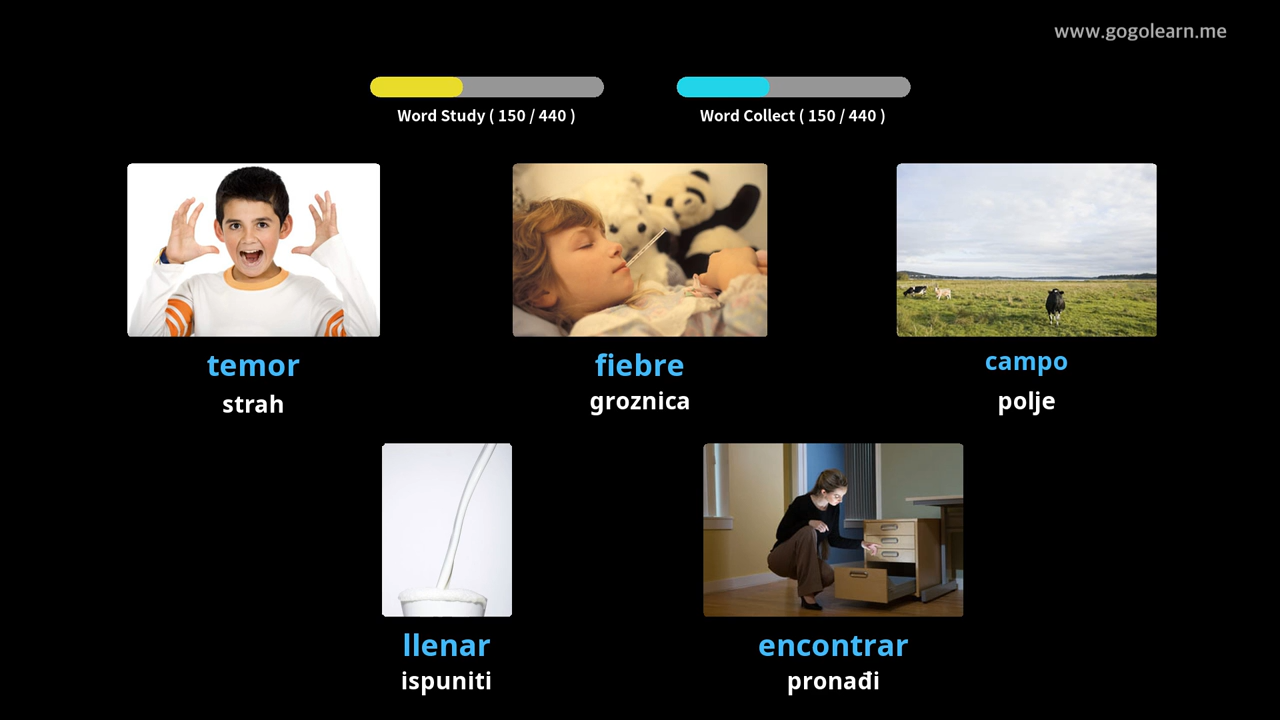 www.gogolearn.me
Word Study ( 150 / 440 )
Word Collect ( 150 / 440 )
temor
strah
fiebre
groznica
campo
polje
llenar
ispuniti
encontrar
pronađi